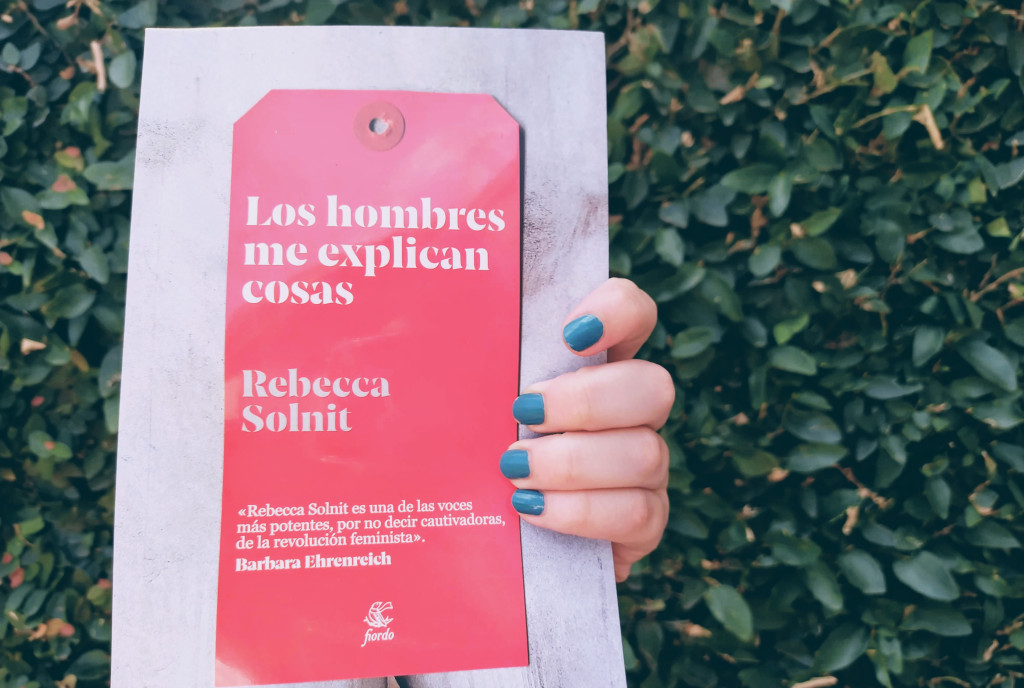 Los hombres
me explican
cosas
Rebecca
Solnit
«Rebecca Solnit es una de las voces
más potentes, por no decir cautivadoras,
de la revolución feminista».
Barbara Ehrenreich
fiordo